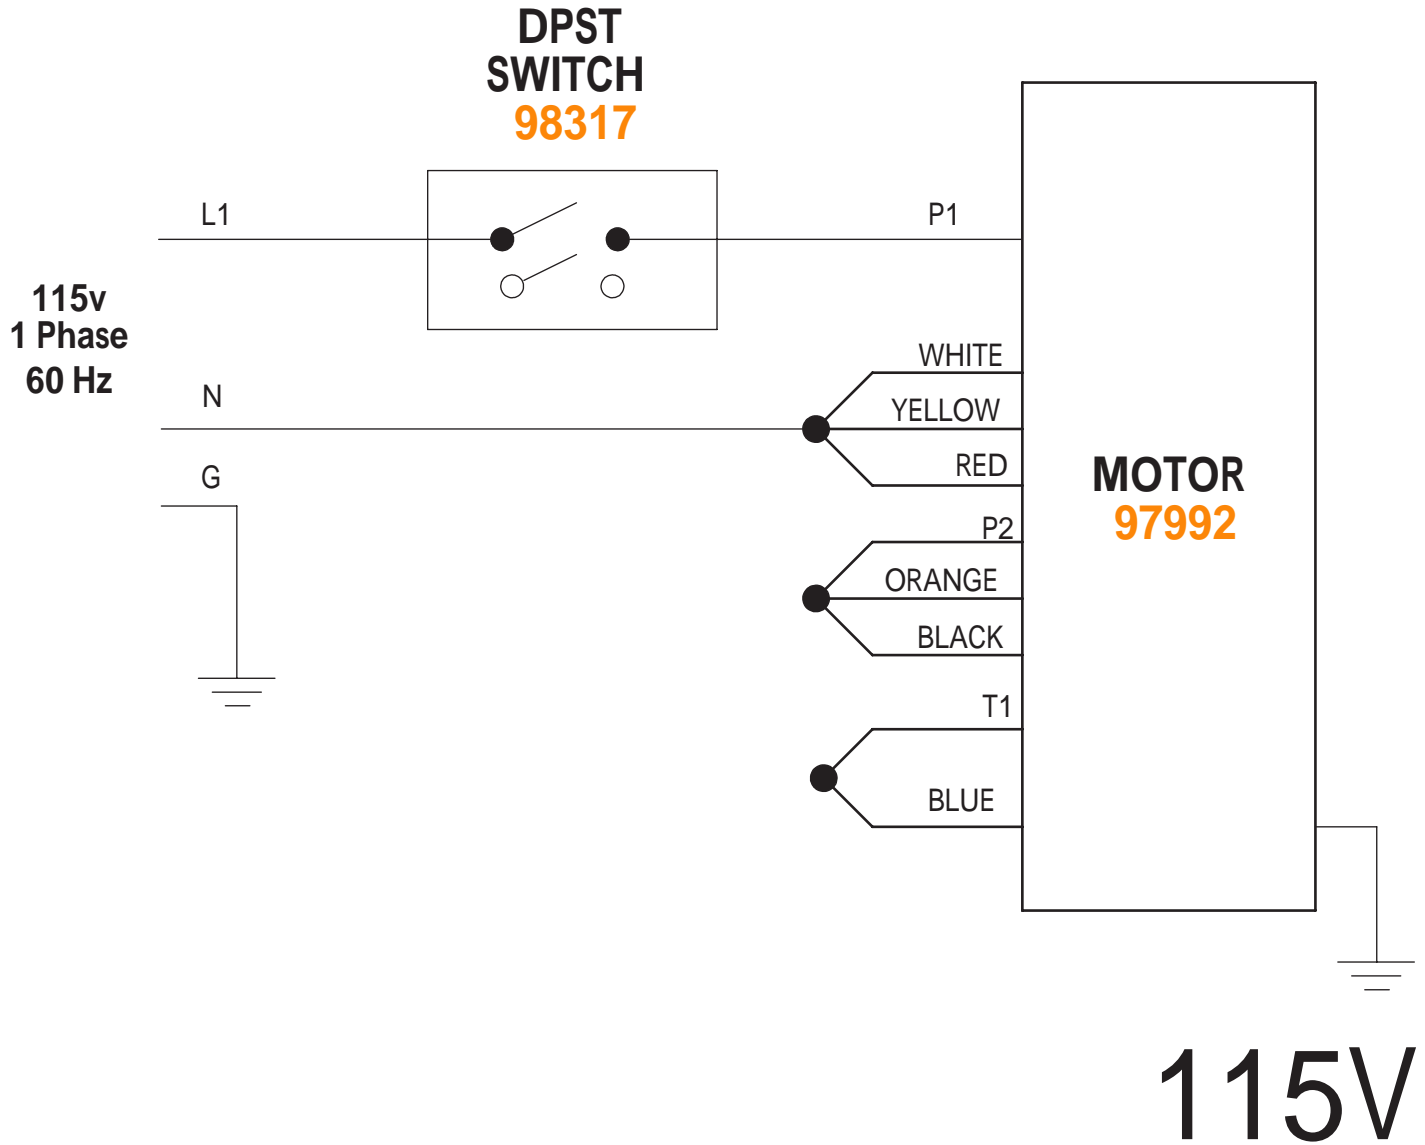 DPST
SWITCH
98317
L1
P1
115v
1 Phase
60 Hz
WHITE
N
YELLOW
RED
G
MOTOR
97992
P2
ORANGE
BLACK
T1
BLUE
115V